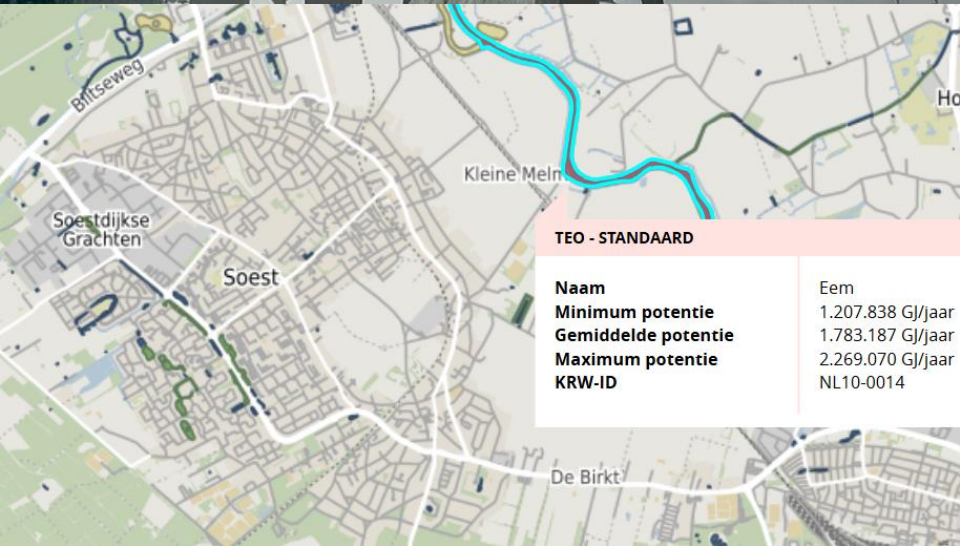 Biltseweg
Ho
Kleine Melm
Soestdijkse
Grachten
Soest
TEO - STANDAARD
Naam Eem
Minimum potentie 1.207.838 GJ/jaar
Gemiddelde potentie 1.783.187 GJ/jaar
Maximum potentie 2.269.070 GJ/jaar
KRW-ID NL10-0014
De Birkt